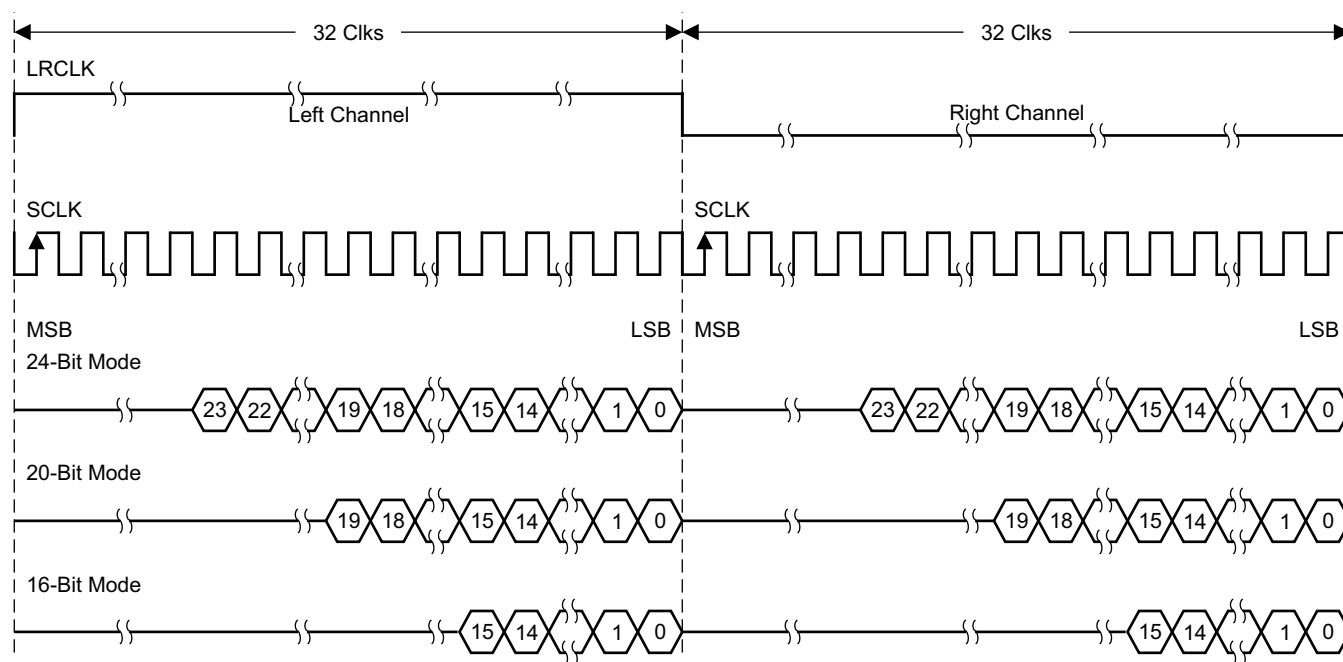 32 Clks 32 Clks
LRCLK
Left Channel Right Channel
SCLK SCLK
MSB LSB MSB LSB
24-Bit Mode
23 22 19 18 15 14 1 0 23 22 19 18 15 14 1 0
20-Bit Mode
19 18 15 14 1 0 19 18 15 14 1 0
16-Bit Mode
15 14 1 0 15 14 1 0